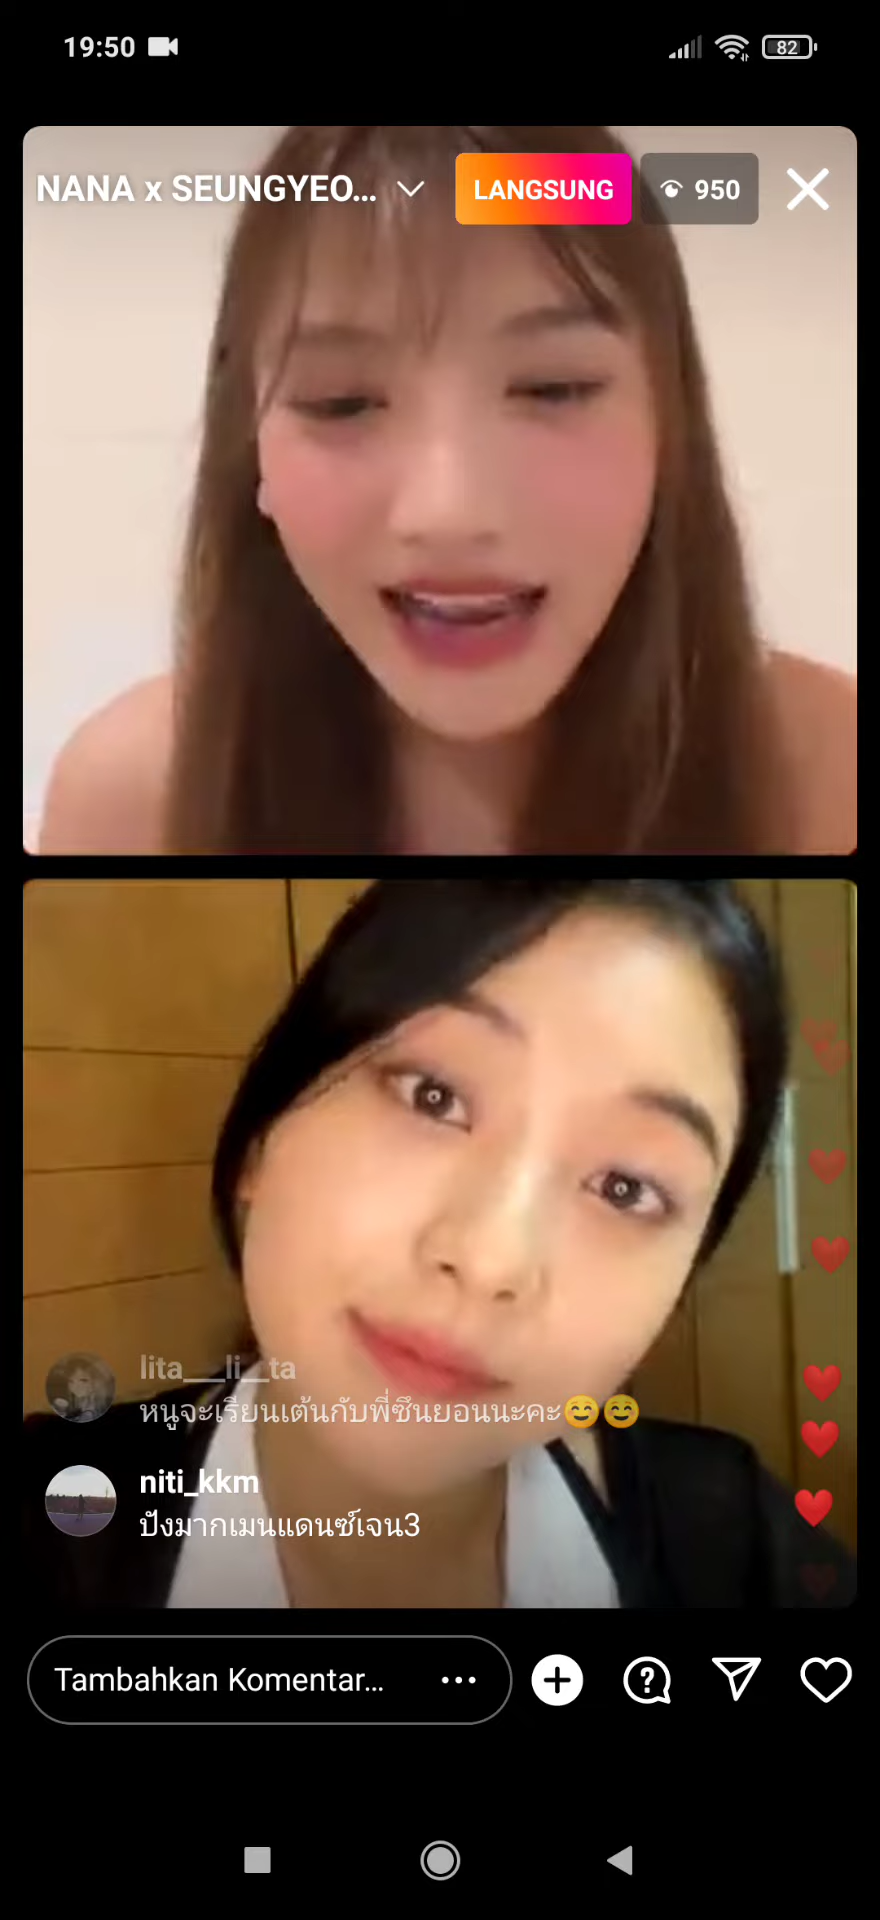 19:50
82
NANA x SEUNGYEO...
LANGSUNG
950
lita___li__ta
หนูจะเรียนเต้นกับพี่ซึนยอนนะคะ😊😊
niti_kkm
ปังมากเมนแดนซ์เจน3
Tambahkan Komentar...